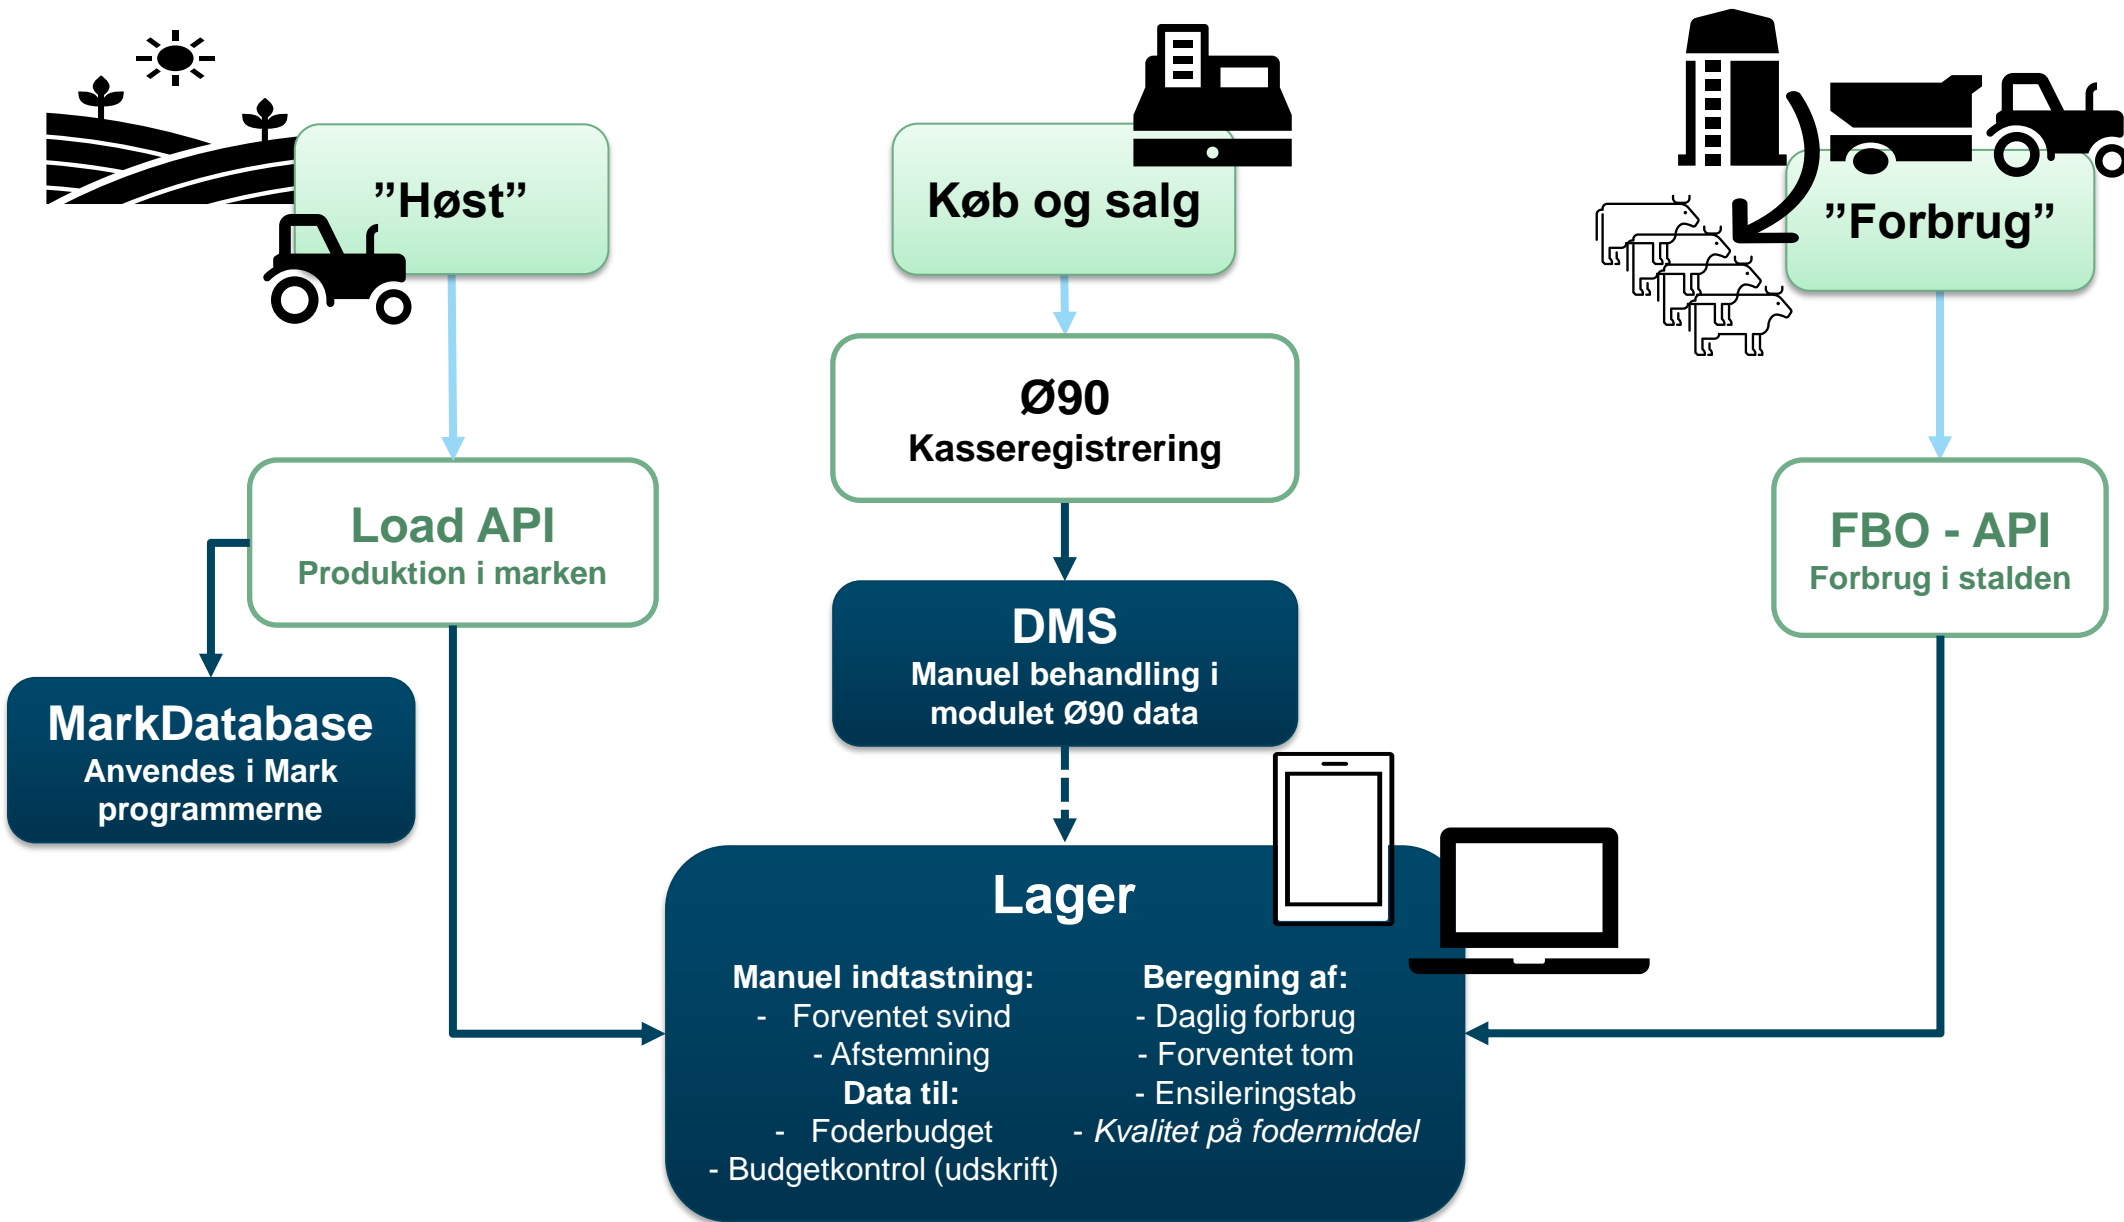 ”Høst”
Køb og salg
”Forbrug”
Ø90
Kasseregistrering
Load API
Produktion i marken
FBO - API
Forbrug i stalden
DMS
Manuel behandling i
modulet Ø90 data
MarkDatabase
Anvendes i Mark
programmerne
Lager
Manuel indtastning:
- Forventet svind
- Afstemning
Data til:
- Foderbudget
- Budgetkontrol (udskrift)
Beregning af:
- Daglig forbrug
- Forventet tom
- Ensileringstab
- Kvalitet på fodermiddel